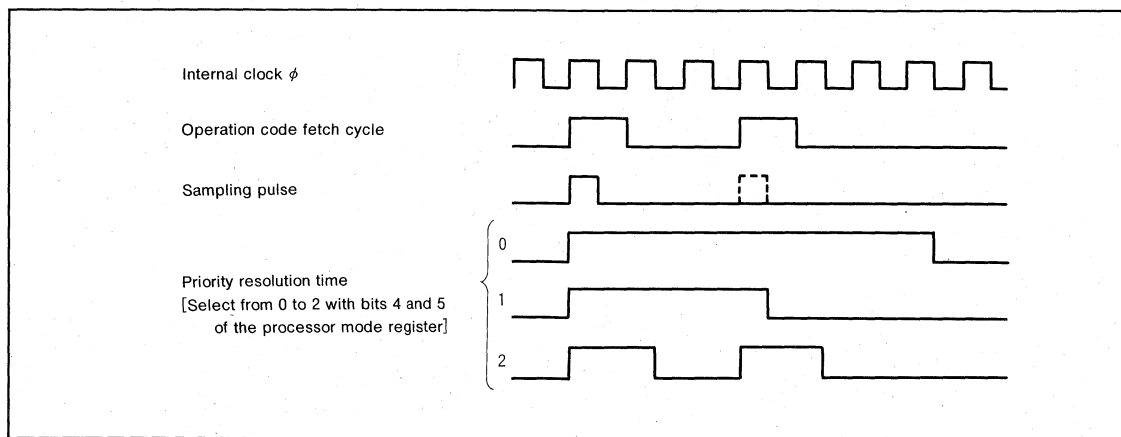 Internal clock ϕ
Operation code fetch cycle
Sampling pulse
0
Priority resolution time
[Select from 0 to 2 with bits 4 and 5
of the processor mode register]
1
2